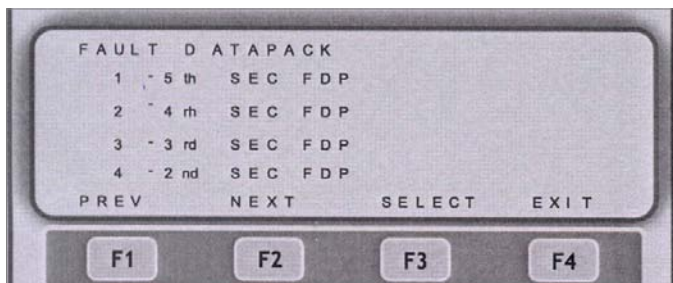 FAULT DATAPACK
1 - 5 th SEC FDP
2 - 4 rh SEC FDP
3 - 3 rd SEC FDP
4 - 2 nd SEC FDP
PREV NEXT SELECT EXIT
F1 F2 F3 F4